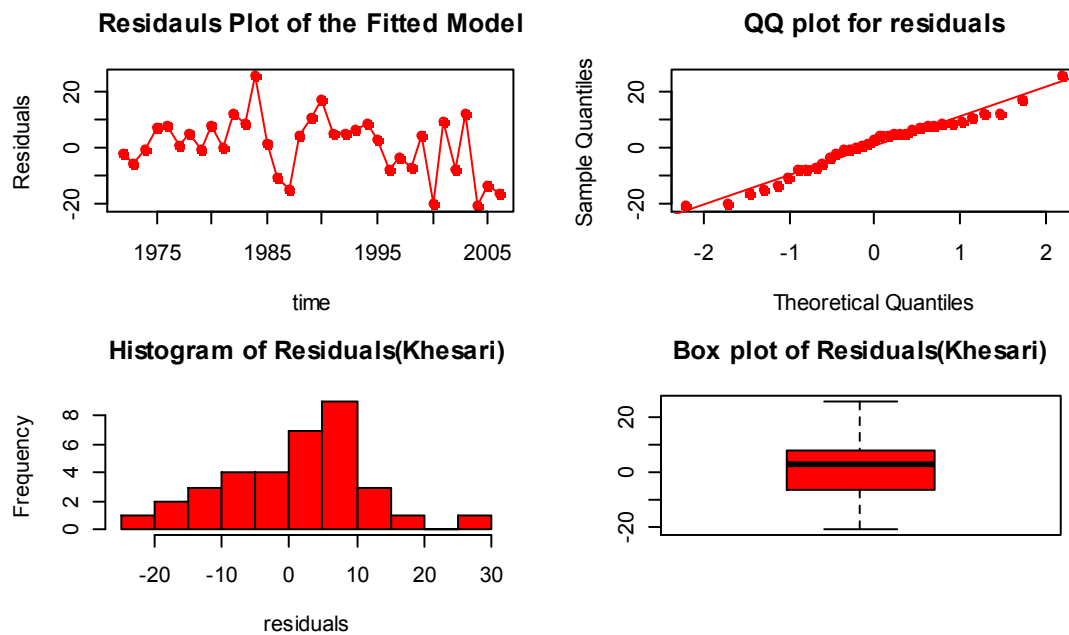 Residauls Plot of the Fitted Model
Residuals
20
0
-20
1975 1985 1995 2005
time
QQ plot for residuals
Sample Quantiles
20
0
-20
-2 -1 0 1 2
Theoretical Quantiles
Histogram of Residuals(Khesari)
Frequency
8
6
4
2
0
-20 -10 0 10 20 30
residuals
Box plot of Residuals(Khesari)
20
0
-20